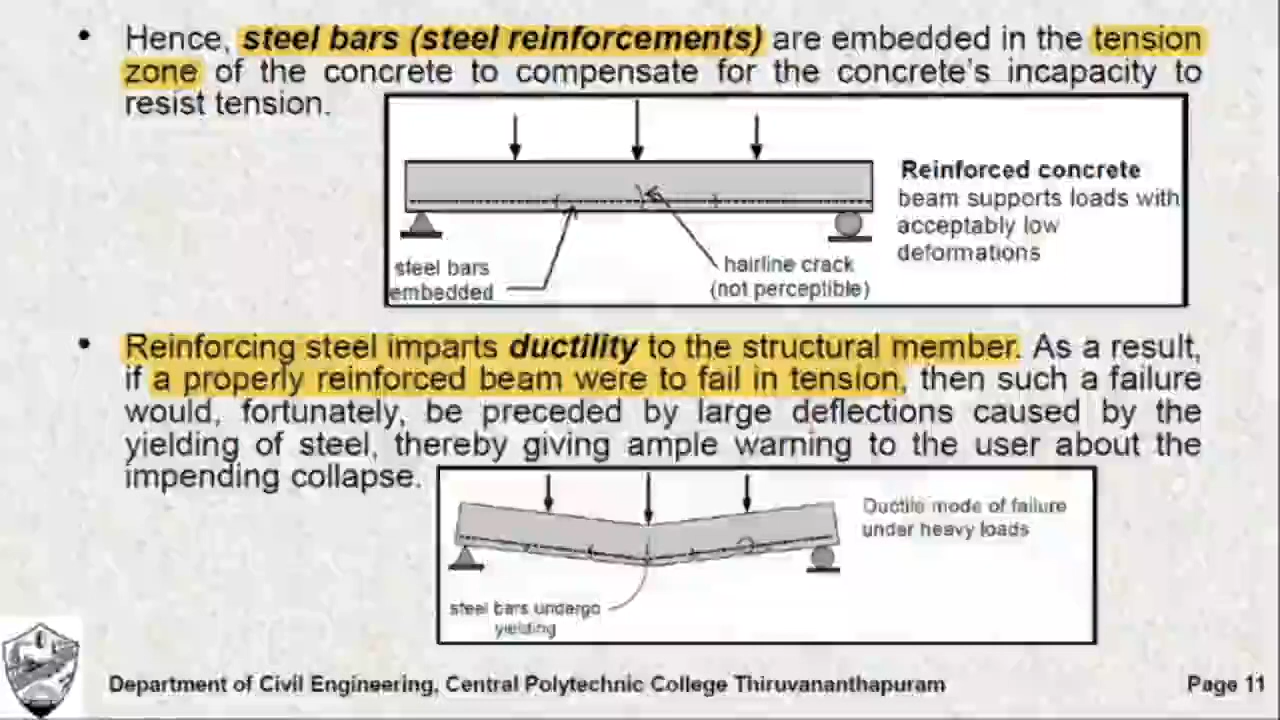 • Hence, steel bars (steel reinforcements) are embedded in the tension
zone of the concrete to compensate for the concrete's incapacity to
resist tension.
Reinforced concrete
beam supports loads with
acceptably low
deformations
steel bars
embedded
hairline crack
(not perceptible)
• Reinforcing steel imparts ductility to the structural member. As a result,
if a properly reinforced beam were to fail in tension, then such a failure
would, fortunately, be preceded by large deflections caused by the
yielding of steel, thereby giving ample warning to the user about the
impending collapse.
Ductile mode of failure
under heavy loads
steel bars undergo
yielding
Department of Civil Engineering, Central Polytechnic College Thiruvananthapuram
Page 11